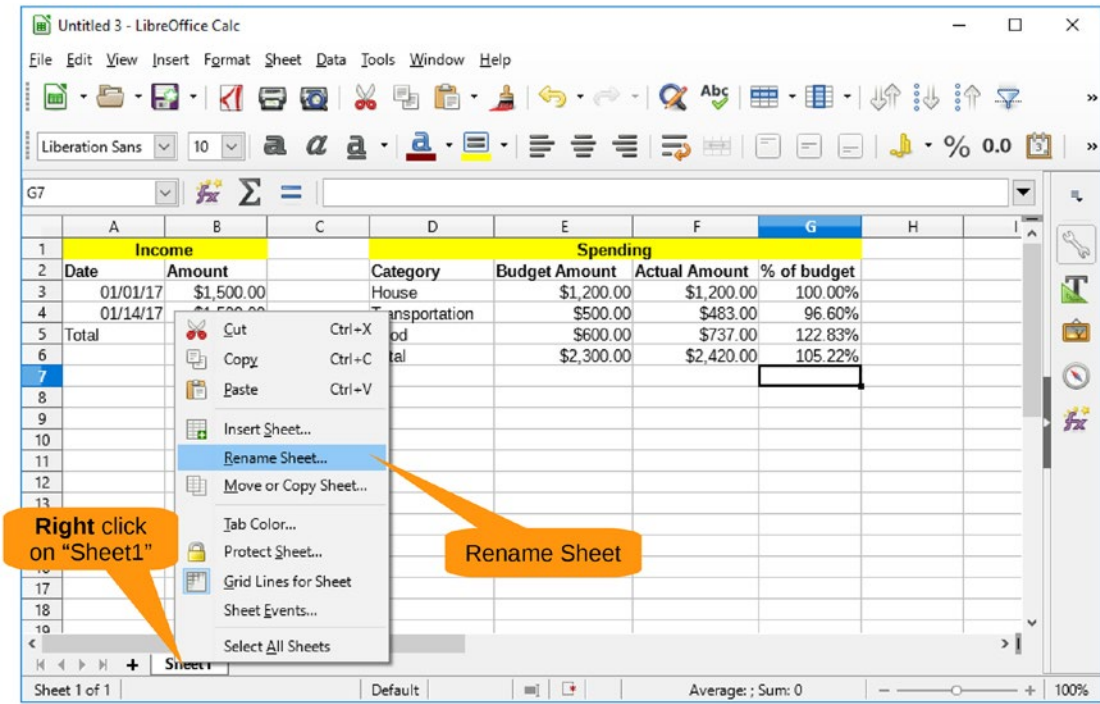 Untitled 3 - LibreOffice Calc
File Edit View Insert Format Sheet Data Tools Window Help
Abc
Liberation Sans 10 a a a a % 0.0
G7 fx Σ =
A B C D E F G H I
1 Income Spending
2 Date Amount Category Budget Amount Actual Amount % of budget
3 01/01/17 $1,500.00 House $1,200.00 $1,200.00 100.00%
4 01/14/17 $500.00 $483.00 96.60%
5 Total $600.00 $737.00 122.83%
6 $2,300.00 $2,420.00 105.22%
7
8
9
10
11
12
13
17
18
19
Cut Ctrl+X
Copy Ctrl+C
Paste Ctrl+V
Insert Sheet...
Rename Sheet...
Move or Copy Sheet...
Tab Color...
Protect Sheet...
Grid Lines for Sheet
Sheet Events...
Select All Sheets
Right click
on “Sheet1”
Rename Sheet
Sheet1
Sheet 1 of 1 Default Average: ; Sum: 0 100%